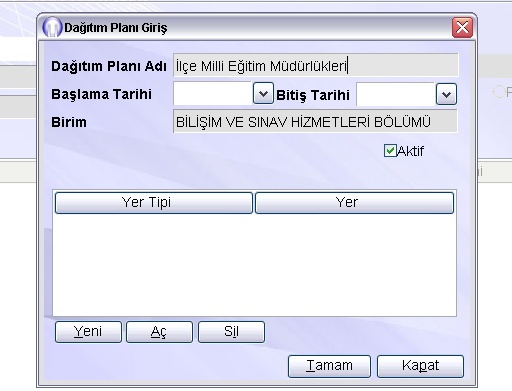 Dağıtım Planı Giriş
Dağıtım Planı Adı İlçe Milli Eğitim Müdürlükleri
Başlama Tarihi Bitiş Tarihi
Birim BİLİŞİM VE SINAV HİZMETLERİ BÖLÜMÜ
Aktif
Yer Tipi Yer
Yeni Aç Sil
Tamam Kapat